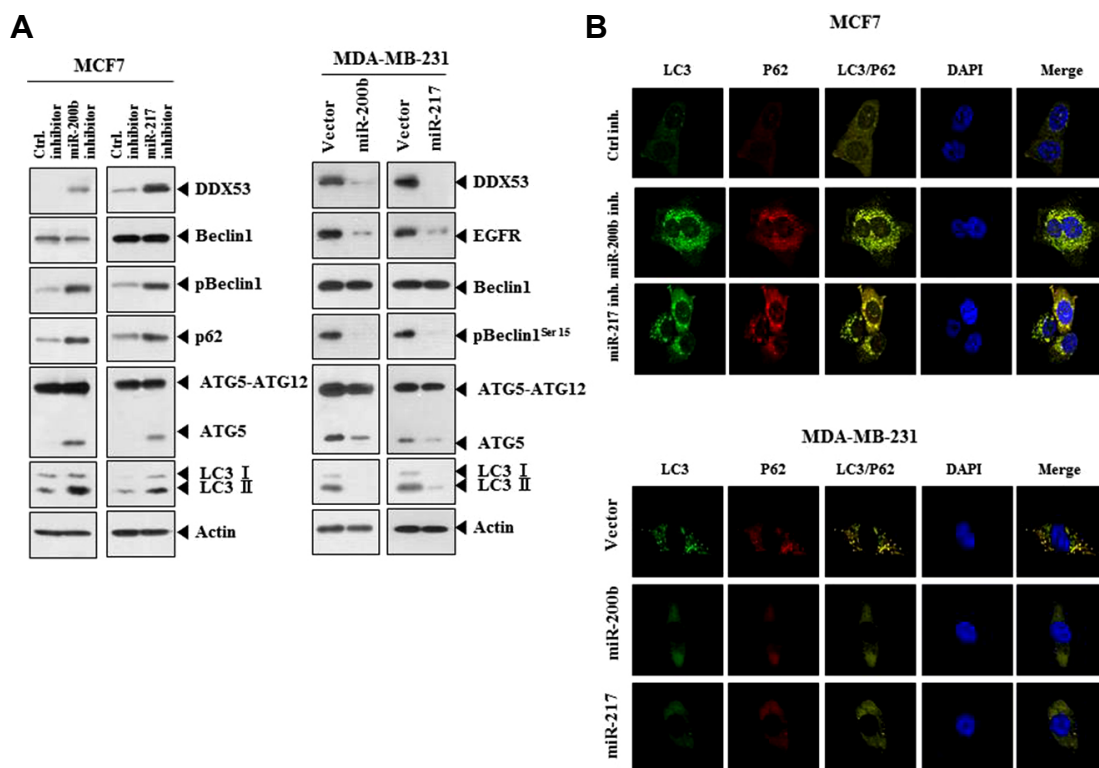 A
MCF7
Ctrl. inhibitor
miR-200b inhibitor
Ctrl. inhibitor
miR-217 inhibitor
DDX53
Beclin1
pBeclin1
p62
ATG5-ATG12
ATG5
LC3 Ⅰ
LC3 Ⅱ
Actin
MDA-MB-231
Vector
miR-200b
Vector
miR-217
DDX53
EGFR
Beclin1
pBeclin1Ser 15
ATG5-ATG12
ATG5
LC3 Ⅰ
LC3 Ⅱ
Actin
B
MCF7
LC3 P62 LC3/P62 DAPI Merge
Ctrl inh.
miR-200b inh.
miR-217 inh.
MDA-MB-231
LC3 P62 LC3/P62 DAPI Merge
Vector
miR-200b
miR-217